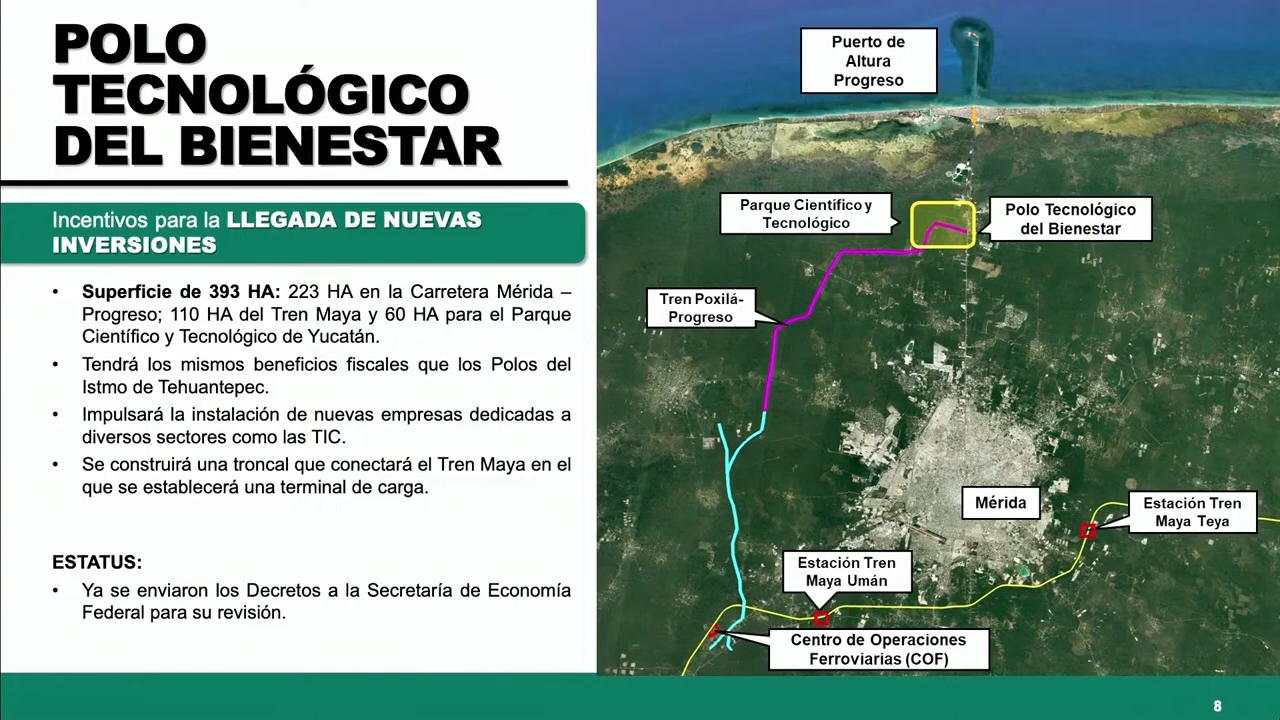 POLO
TECNOLÓGICO
DEL BIENESTAR
Incentivos para la LLEGADA DE NUEVAS
INVERSIONES
• Superficie de 393 HA: 223 HA en la Carretera Mérida –
Progreso; 110 HA del Tren Maya y 60 HA para el Parque
Científico y Tecnológico de Yucatán.
• Tendrá los mismos beneficios fiscales que los Polos del
Istmo de Tehuantepec.
• Impulsará la instalación de nuevas empresas dedicadas a
diversos sectores como las TIC.
• Se construirá una troncal que conectará el Tren Maya en el
que se establecerá una terminal de carga.
ESTATUS:
• Ya se enviaron los Decretos a la Secretaría de Economía
Federal para su revisión.
Puerto de
Altura
Progreso
Parque Científico y
Tecnológico
Polo Tecnológico
del Bienestar
Tren Poxilá-
Progreso
Mérida
Estación Tren
Maya Teya
Estación Tren
Maya Umán
Centro de Operaciones
Ferroviarias (COF)
8